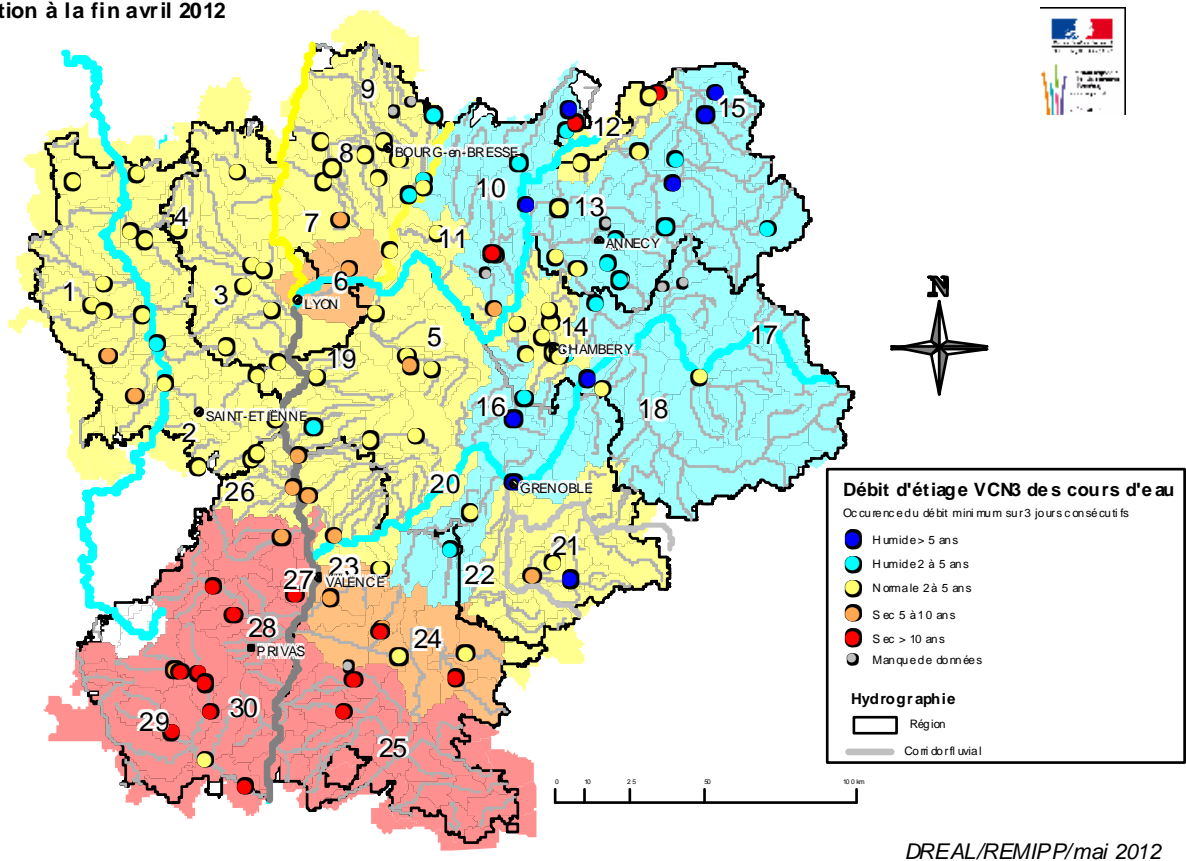 tion à la fin avril 2012
9
15
12
8
BOURG-en-BRESSE
10
13
7
4
11
ANNECY
6
1
3
LYON
14
17
5
CHAMBERY
19
16
18
SAINT-ETIENNE
2
20
GRENOBLE
26
21
23
22
27
VALENCE
28
24
PRIVAS
29
30
25
N
Débit d'étiage VCN3 des cours d'eau
Occurence du débit minimum sur 3 jours consécutifs
Humide > 5 ans
Humide 2 à 5 ans
Normale 2 à 5 ans
Sec 5 à 10 ans
Sec > 10 ans
Manque de données
Hydrographie
Région
Corridor fluvial
0 10 25 50 100 km
DREAL/REMIPP/mai 2012